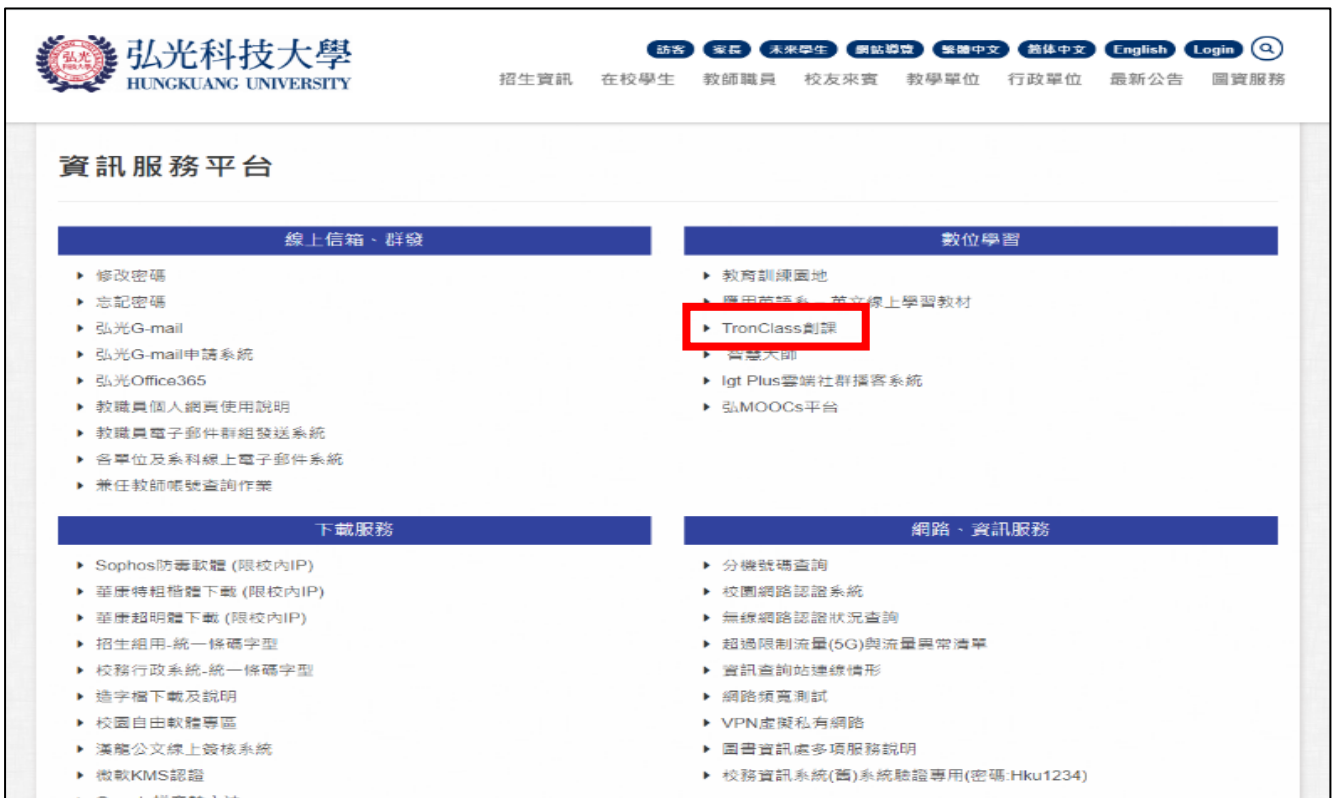 弘光科技大學
HUNGKUANG UNIVERSITY
訪客 家長 未來學生 網站導覽 繁體中文 简体中文 English Login
招生資訊 在校學生 教師職員 校友來賓 教學單位 行政單位 最新公告 圖資服務
資訊服務平台
線上信箱、群發
修改密碼
忘記密碼
弘光G-mail
弘光G-mail申請系統
弘光Office365
教職員個人網頁使用說明
教職員電子郵件群組發送系統
各單位及系科線上電子郵件系統
兼任教師帳號查詢作業
數位學習
教育訓練園地
應用英語系 - 英文線上學習教材
TronClass創課
智慧大師
Igt Plus雲端社群播客系統
弘MOOCs平台
下載服務
Sophos防毒軟體 (限校內IP)
華康特粗楷體下載 (限校內IP)
華康超明體下載 (限校內IP)
招生組用-統一條碼字型
校務行政系統-統一條碼字型
造字檔下載及說明
校園自由軟體專區
漢龍公文線上簽核系統
微軟KMS認證
網路、資訊服務
分機號碼查詢
校園網路認證系統
無線網路認證狀況查詢
超過限制流量(5G)與流量異常清單
資訊查詢站連線情形
網路頻寬測試
VPN虛擬私有網路
圖書資訊處多項服務說明
校務資訊系統(舊)系統驗證專用(密碼:Hku1234)